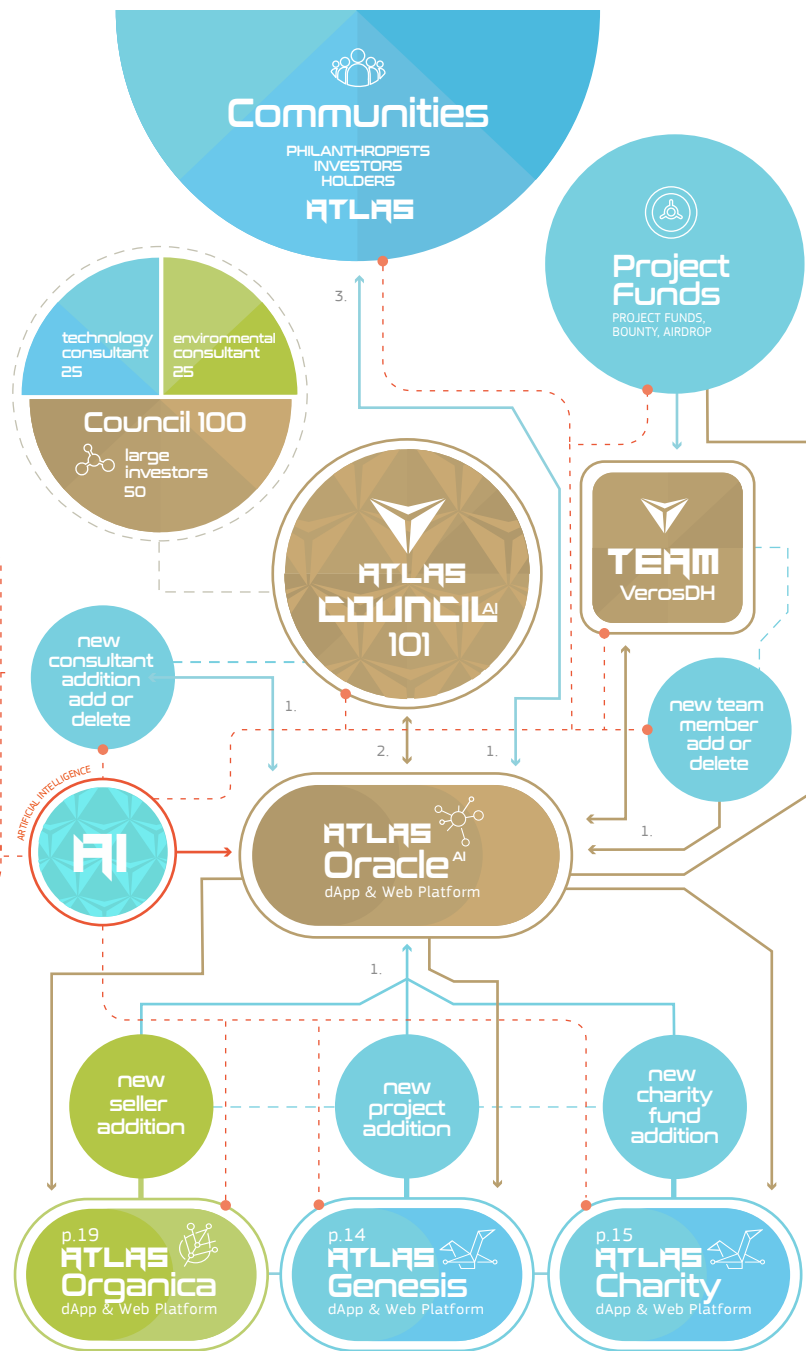 Communities
PHILANTHROPISTS
INVESTORS
HOLDERS
ATLAS
Project
Funds
PROJECT FUNDS,
BOUNTY, AIRDROP
3.
technology
consultant
25
environmental
consultant
25
Council 100
large
investors
50
ATLAS
COUNCIL AI
101
TEAM
VerosDH
new
consultant
addition
add or
delete
new team
member
add or
delete
1.
2.
1.
ARTIFICIAL INTELLIGENCE
AI
ATLAS
Oracle AI
dApp & Web Platform
1.
1.
new
seller
addition
new
project
addition
new
charity
fund
addition
p.19
ATLAS
Organica
dApp & Web Platform
p.14
ATLAS
Genesis
dApp & Web Platform
p.15
ATLAS
Charity
dApp & Web Platform